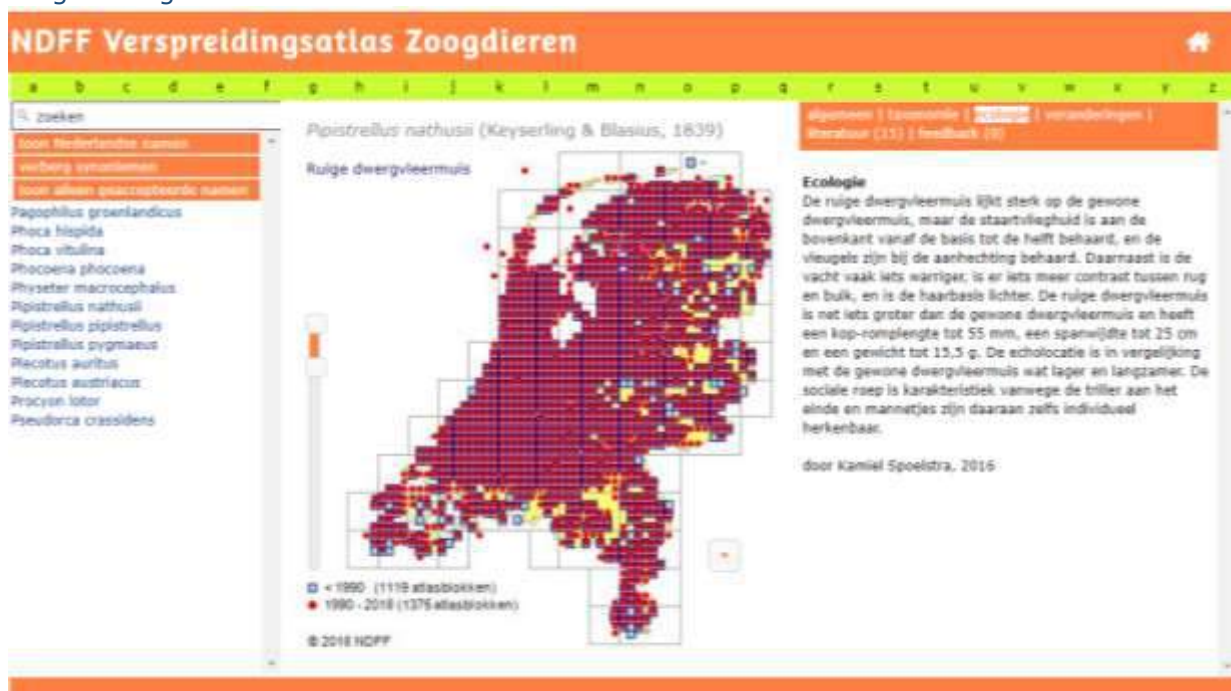 NDFF Verspreidingsatlas Zoogdieren
a b c d e f g h i j k l m n o p q r s t u v w x y z
zoeken
toon Nederlandse namen
verberg synoniemen
toon alleen geaccepteerde namen
Pagophilus groenlandicus
Phoca hispida
Phoca vitulina
Phocoena phocoena
Physeter macrocephalus
Pipistrellus nathusii
Pipistrellus pipistrellus
Pipistrellus pygmaeus
Plecotus auritus
Plecotus austriacus
Procyon lotor
Pseudorca crassidens
Pipistrellus nathusii (Keyserling & Blasius, 1839)
Ruige dwergvleermuis
< 1990 (1119 atlasblokken)
1990 - 2018 (1376 atlasblokken)
© 2018 NDFF
algemeen | taxonomie | ecologie | veranderingen |
literatuur (15) | feedback (0)
Ecologie
De ruige dwergvleermuis lijkt sterk op de gewone
dwergvleermuis, maar de staartvlieghuid is aan de
bovenkant vanaf de basis tot de helft behaard, en de
vleugels zijn bij de aanhechting behaard. Daarnaast is de
vacht vaak iets warriger, is er iets meer contrast tussen rug
en buik, en is de haarbasis lichter. De ruige dwergvleermuis
is net iets groter dan de gewone dwergvleermuis en heeft
een kop-romplengte tot 55 mm, een spanwijdte tot 25 cm
en een gewicht tot 15,5 g. De echolocatie is in vergelijking
met de gewone dwergvleermuis wat lager en langzamer. De
sociale roep is karakteristiek vanwege de triller aan het
einde en mannetjes zijn daaraan zelfs individueel
herkenbaar.
door Kamiel Spoelstra, 2016